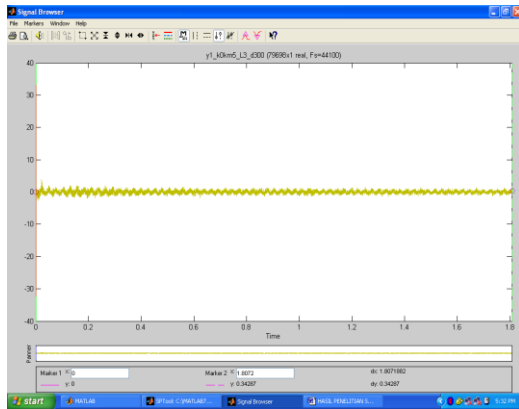 Signal Browser
File Markers Window Help
y1_k0km5_L3_d300 (79698x1 real, Fs=44100)
40
30
20
10
0
-10
-20
-30
-40
0 0.2 0.4 0.6 0.8 1 1.2 1.4 1.6 1.8
Time
Panner
Marker 1 X: 0 Marker 2 X: 1.8072 dx: 1.8071882
y: 0 y: 0.34287 dy: 0.34287
start MATLAB SPTool: C:\MATLAB7... Signal Browser HASIL PENELITIAN S... 5:32 PM